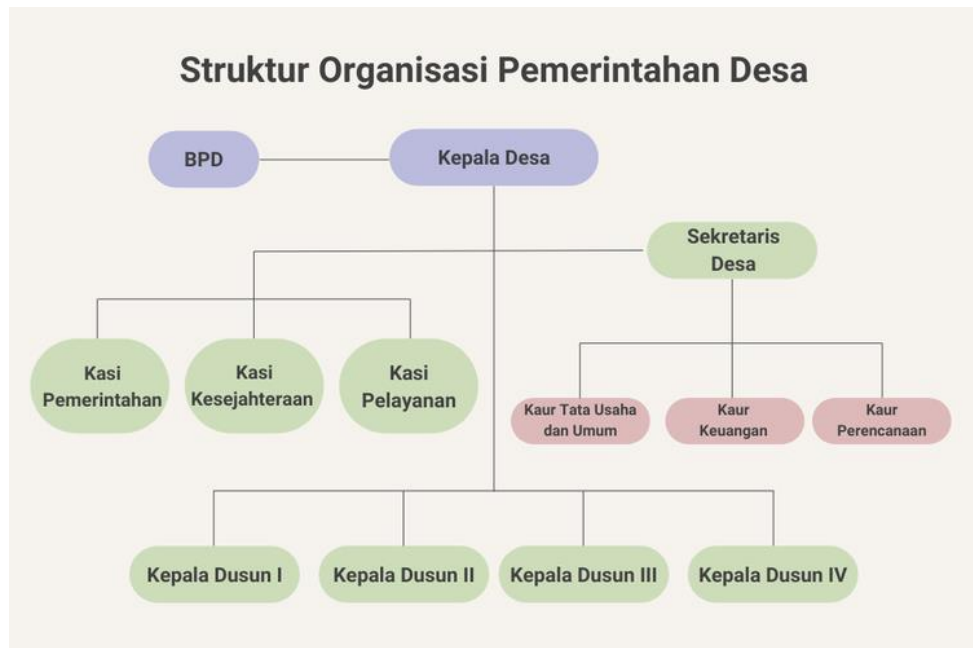 Struktur Organisasi Pemerintahan Desa
BPD
Kepala Desa
Sekretaris
Desa
Kasi
Pemerintahan
Kasi
Kesejahteraan
Kasi
Pelayanan
Kaur Tata Usaha
dan Umum
Kaur
Keuangan
Kaur
Perencanaan
Kepala Dusun I
Kepala Dusun II
Kepala Dusun III
Kepala Dusun IV